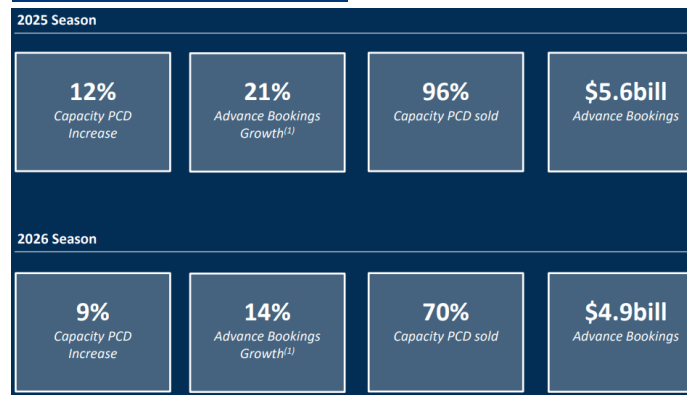 2025 Season
12%
Capacity PCD
Increase
21%
Advance Bookings
Growth(1)
96%
Capacity PCD sold
$5.6bill
Advance Bookings
2026 Season
9%
Capacity PCD
Increase
14%
Advance Bookings
Growth(1)
70%
Capacity PCD sold
$4.9bill
Advance Bookings